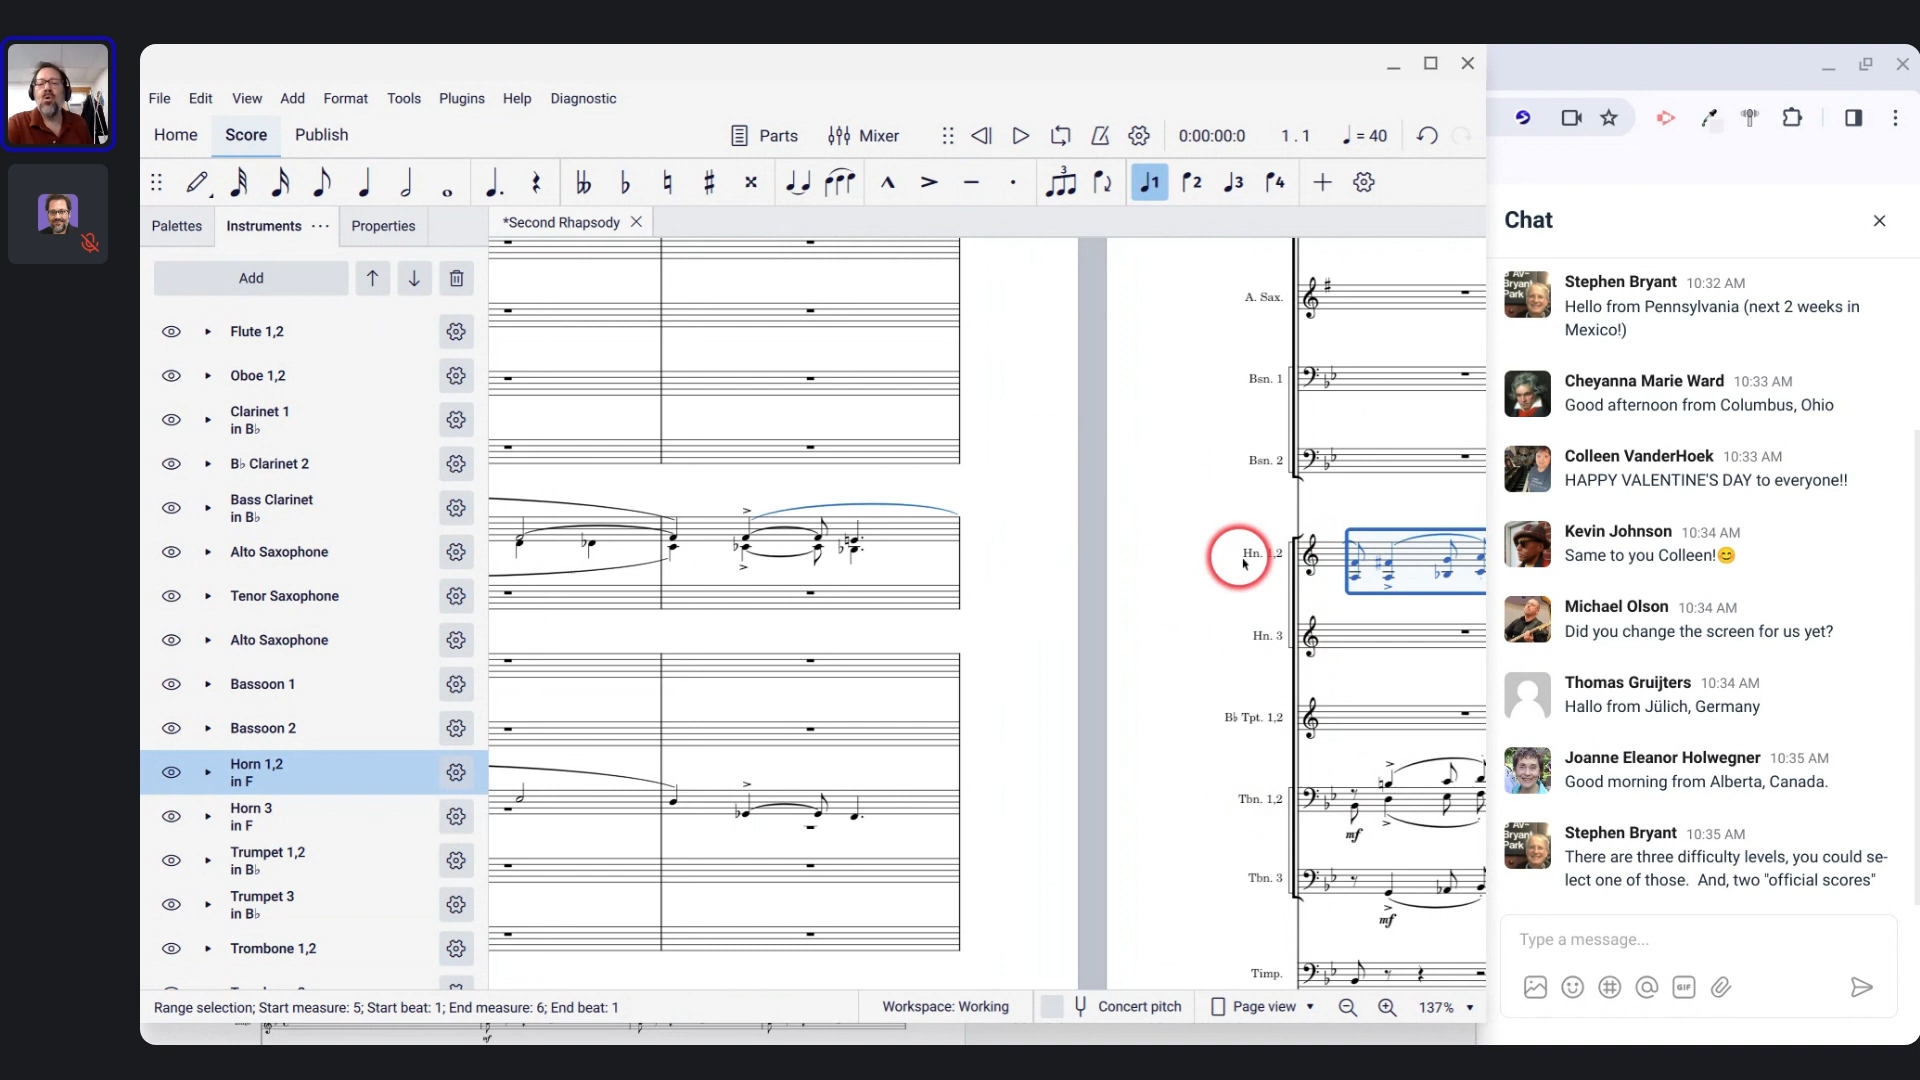 File Edit View Add Format Tools Plugins Help Diagnostic
Home Score Publish
Parts Mixer 0:00:00:0 1 . 1 ♩ = 40
3 1 2 3 4
Palettes Instruments ··· Properties
*Second Rhapsody
Add
Flute 1,2
Oboe 1,2
Clarinet 1
in B♭
B♭ Clarinet 2
Bass Clarinet
in B♭
Alto Saxophone
Tenor Saxophone
Alto Saxophone
Bassoon 1
Bassoon 2
Horn 1,2
in F
Horn 3
in F
Trumpet 1,2
in B♭
Trumpet 3
in B♭
Trombone 1,2
A. Sax.
Bsn. 1
Bsn. 2
Hn. 1,2
Hn. 3
B♭ Tpt. 1,2
Tbn. 1,2
mf
Tbn. 3
mf
Timp.
Range selection; Start measure: 5; Start beat: 1; End measure: 6; End beat: 1
Workspace: Working
Concert pitch
Page view
137%
mf
Chat
Stephen Bryant 10:32 AM
Hello from Pennsylvania (next 2 weeks in
Mexico!)
Cheyanna Marie Ward 10:33 AM
Good afternoon from Columbus, Ohio
Colleen VanderHoek 10:33 AM
HAPPY VALENTINE'S DAY to everyone!!
Kevin Johnson 10:34 AM
Same to you Colleen!😊
Michael Olson 10:34 AM
Did you change the screen for us yet?
Thomas Gruijters 10:34 AM
Hallo from Jülich, Germany
Joanne Eleanor Holwegner 10:35 AM
Good morning from Alberta, Canada.
Stephen Bryant 10:35 AM
There are three difficulty levels, you could se-
lect one of those. And, two "official scores"
Type a message...
GIF